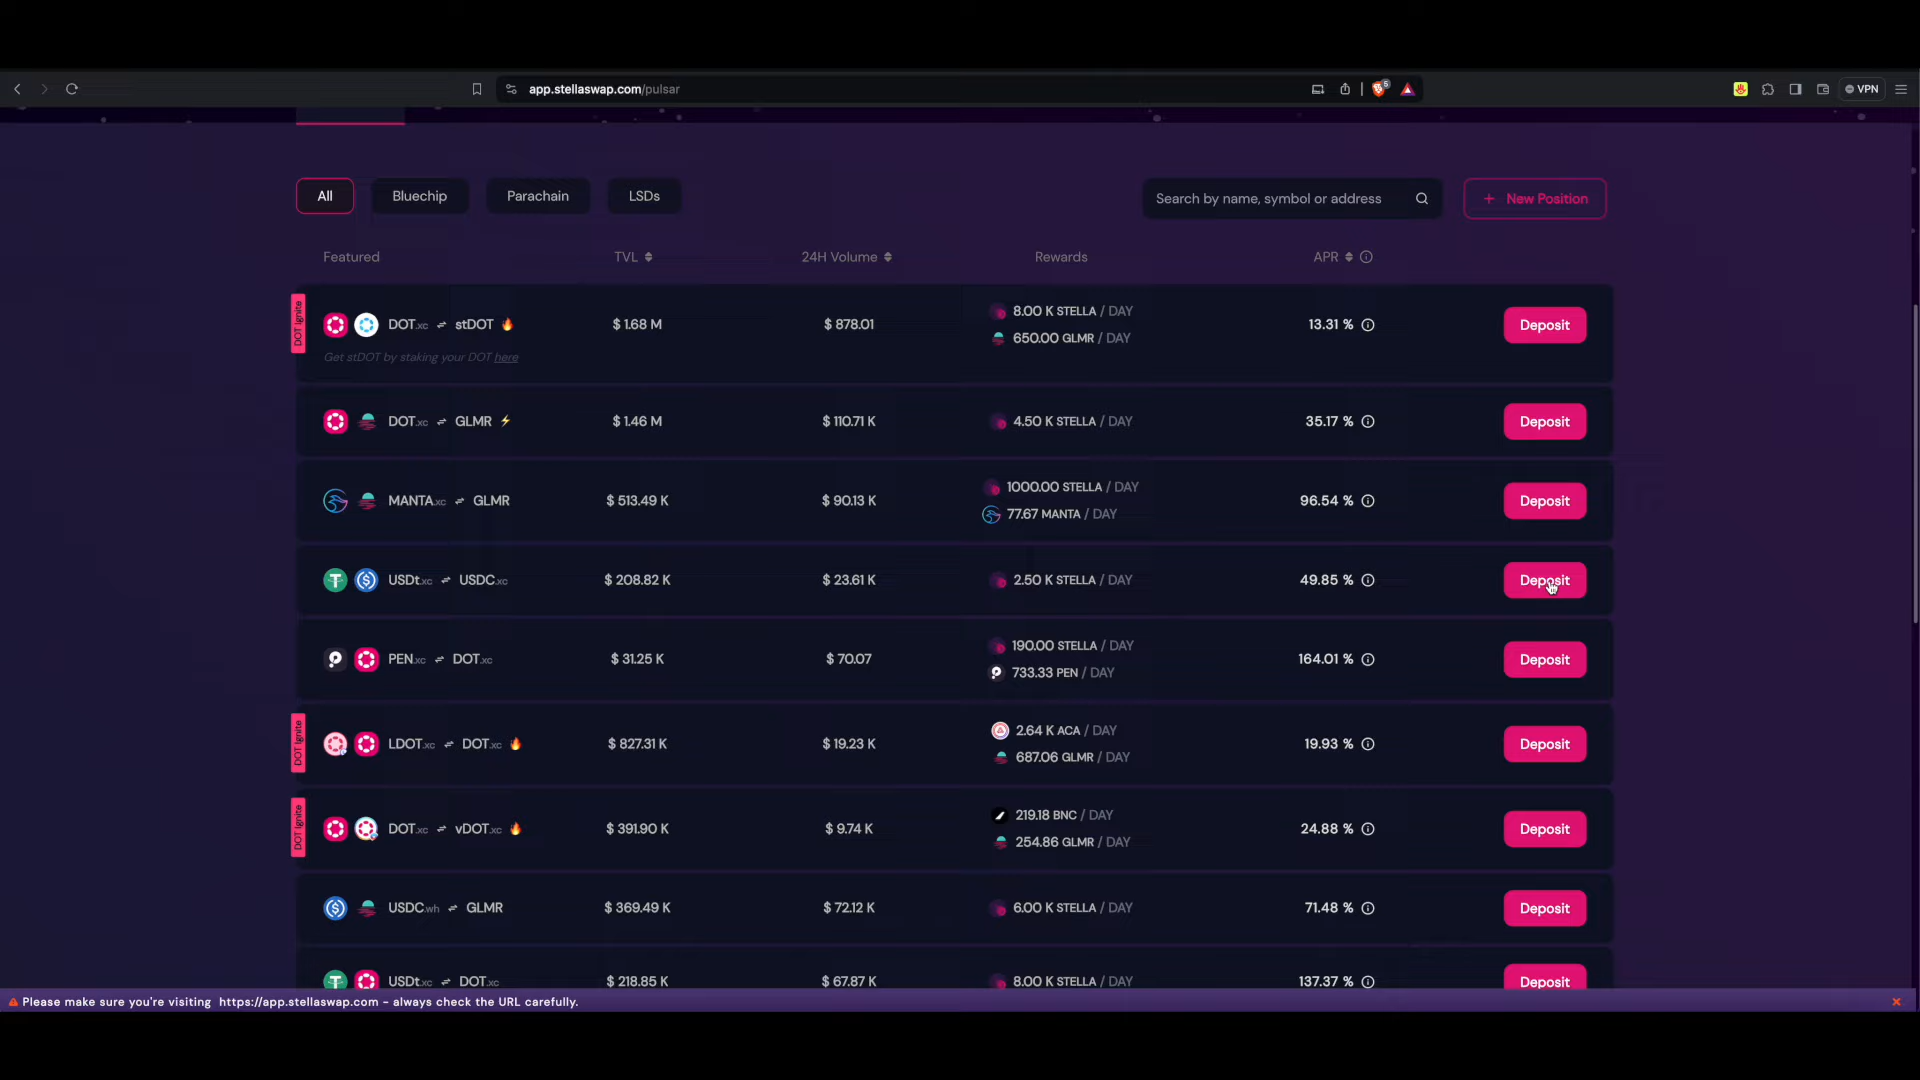 app.stellaswap.com/pulsar
5
VPN
All
Bluechip
Parachain
LSDs
Search by name, symbol or address
+ New Position
Featured
TVL
24H Volume
Rewards
APR
DOT Ignite
DOT.xc ⇌ stDOT 🔥
$ 1.68 M
$ 878.01
8.00 K STELLA / DAY
650.00 GLMR / DAY
13.31 %
Deposit
Get stDOT by staking your DOT here
DOT.xc ⇌ GLMR ⚡
$ 1.46 M
$ 110.71 K
4.50 K STELLA / DAY
35.17 %
Deposit
MANTA.xc ⇌ GLMR
$ 513.49 K
$ 90.13 K
1000.00 STELLA / DAY
77.67 MANTA / DAY
96.54 %
Deposit
USDt.xc ⇌ USDC.xc
$ 208.82 K
$ 23.61 K
2.50 K STELLA / DAY
49.85 %
Deposit
PEN.xc ⇌ DOT.xc
$ 31.25 K
$ 70.07
190.00 STELLA / DAY
733.33 PEN / DAY
164.01 %
Deposit
DOT Ignite
LDOT.xc ⇌ DOT.xc 🔥
$ 827.31 K
$ 19.23 K
2.64 K ACA / DAY
687.06 GLMR / DAY
19.93 %
Deposit
DOT Ignite
DOT.xc ⇌ vDOT.xc 🔥
$ 391.90 K
$ 9.74 K
219.18 BNC / DAY
254.86 GLMR / DAY
24.88 %
Deposit
USDC.wh ⇌ GLMR
$ 369.49 K
$ 72.12 K
6.00 K STELLA / DAY
71.48 %
Deposit
USDt.xc ⇌ DOT.xc
$ 218.85 K
$ 67.87 K
8.00 K STELLA / DAY
137.37 %
Deposit
Please make sure you're visiting https://app.stellaswap.com - always check the URL carefully.